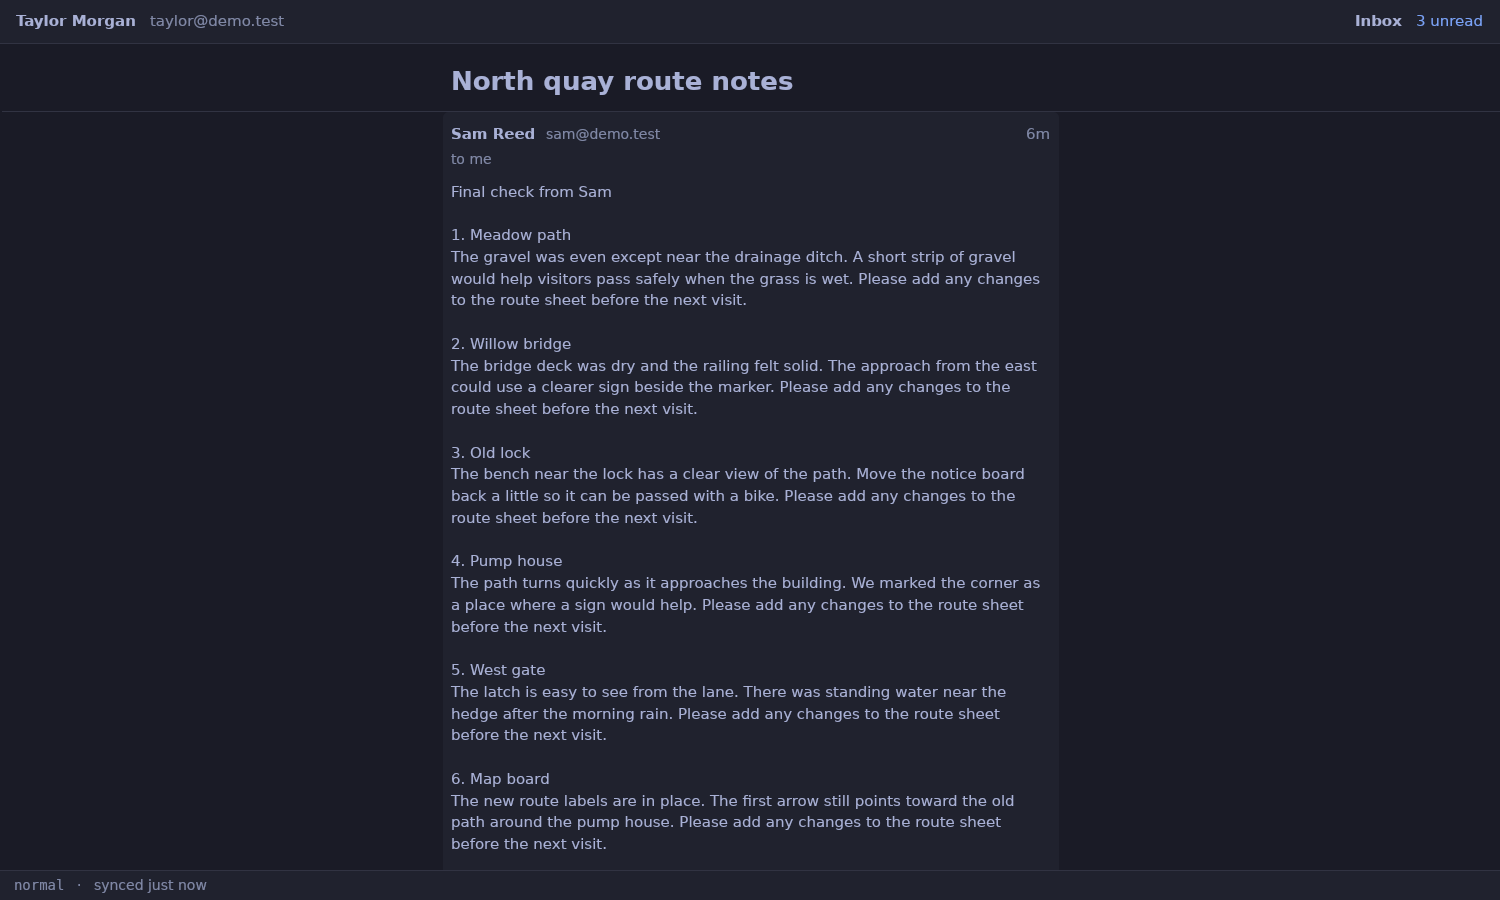 Taylor Morgan taylor@demo.test Inbox 3 unread
North quay route notes
Sam Reed sam@demo.test 6m
to me
Final check from Sam
1. Meadow path
The gravel was even except near the drainage ditch. A short strip of gravel
would help visitors pass safely when the grass is wet. Please add any changes
to the route sheet before the next visit.
2. Willow bridge
The bridge deck was dry and the railing felt solid. The approach from the east
could use a clearer sign beside the marker. Please add any changes to the
route sheet before the next visit.
3. Old lock
The bench near the lock has a clear view of the path. Move the notice board
back a little so it can be passed with a bike. Please add any changes to the
route sheet before the next visit.
4. Pump house
The path turns quickly as it approaches the building. We marked the corner as
a place where a sign would help. Please add any changes to the route sheet
before the next visit.
5. West gate
The latch is easy to see from the lane. There was standing water near the
hedge after the morning rain. Please add any changes to the route sheet
before the next visit.
6. Map board
The new route labels are in place. The first arrow still points toward the old
path around the pump house. Please add any changes to the route sheet
before the next visit.
normal · synced just now